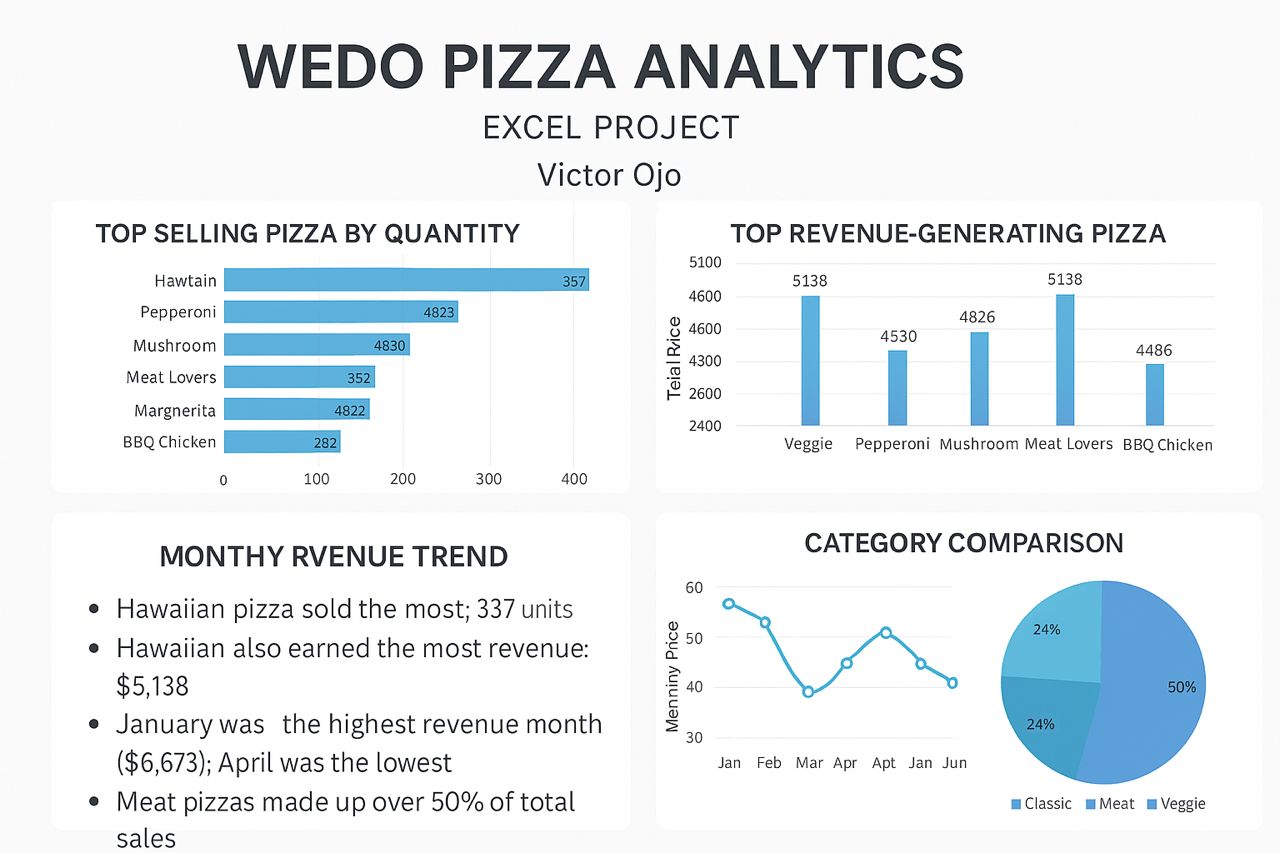 WEDO PIZZA ANALYTICS
EXCEL PROJECT
Victor Ojo
TOP SELLING PIZZA BY QUANTITY
Hawtain 357
Pepperoni 4823
Mushroom 4830
Meat Lovers 352
Margnerita 4822
BBQ Chicken 282
0 100 200 300 400
TOP REVENUE-GENERATING PIZZA
Teial Rrice
5100
4600
4600
4300
2600
2400
5138
4530
4826
5138
4486
Veggie Pepperoni Mushroom Meat Lovers BBQ Chicken
MONTHY RVENUE TREND
• Hawaiian pizza sold the most; 337 units
• Hawaiian also earned the most revenue:
$5,138
• January was the highest revenue month
($6,673); April was the lowest
• Meat pizzas made up over 50% of total
sales
CATEGORY COMPARISON
Menniny Price
60
50
40
30
Jan Feb Mar Apr Apt Jan Jun
24%
50%
24%
Classic Meat Veggie